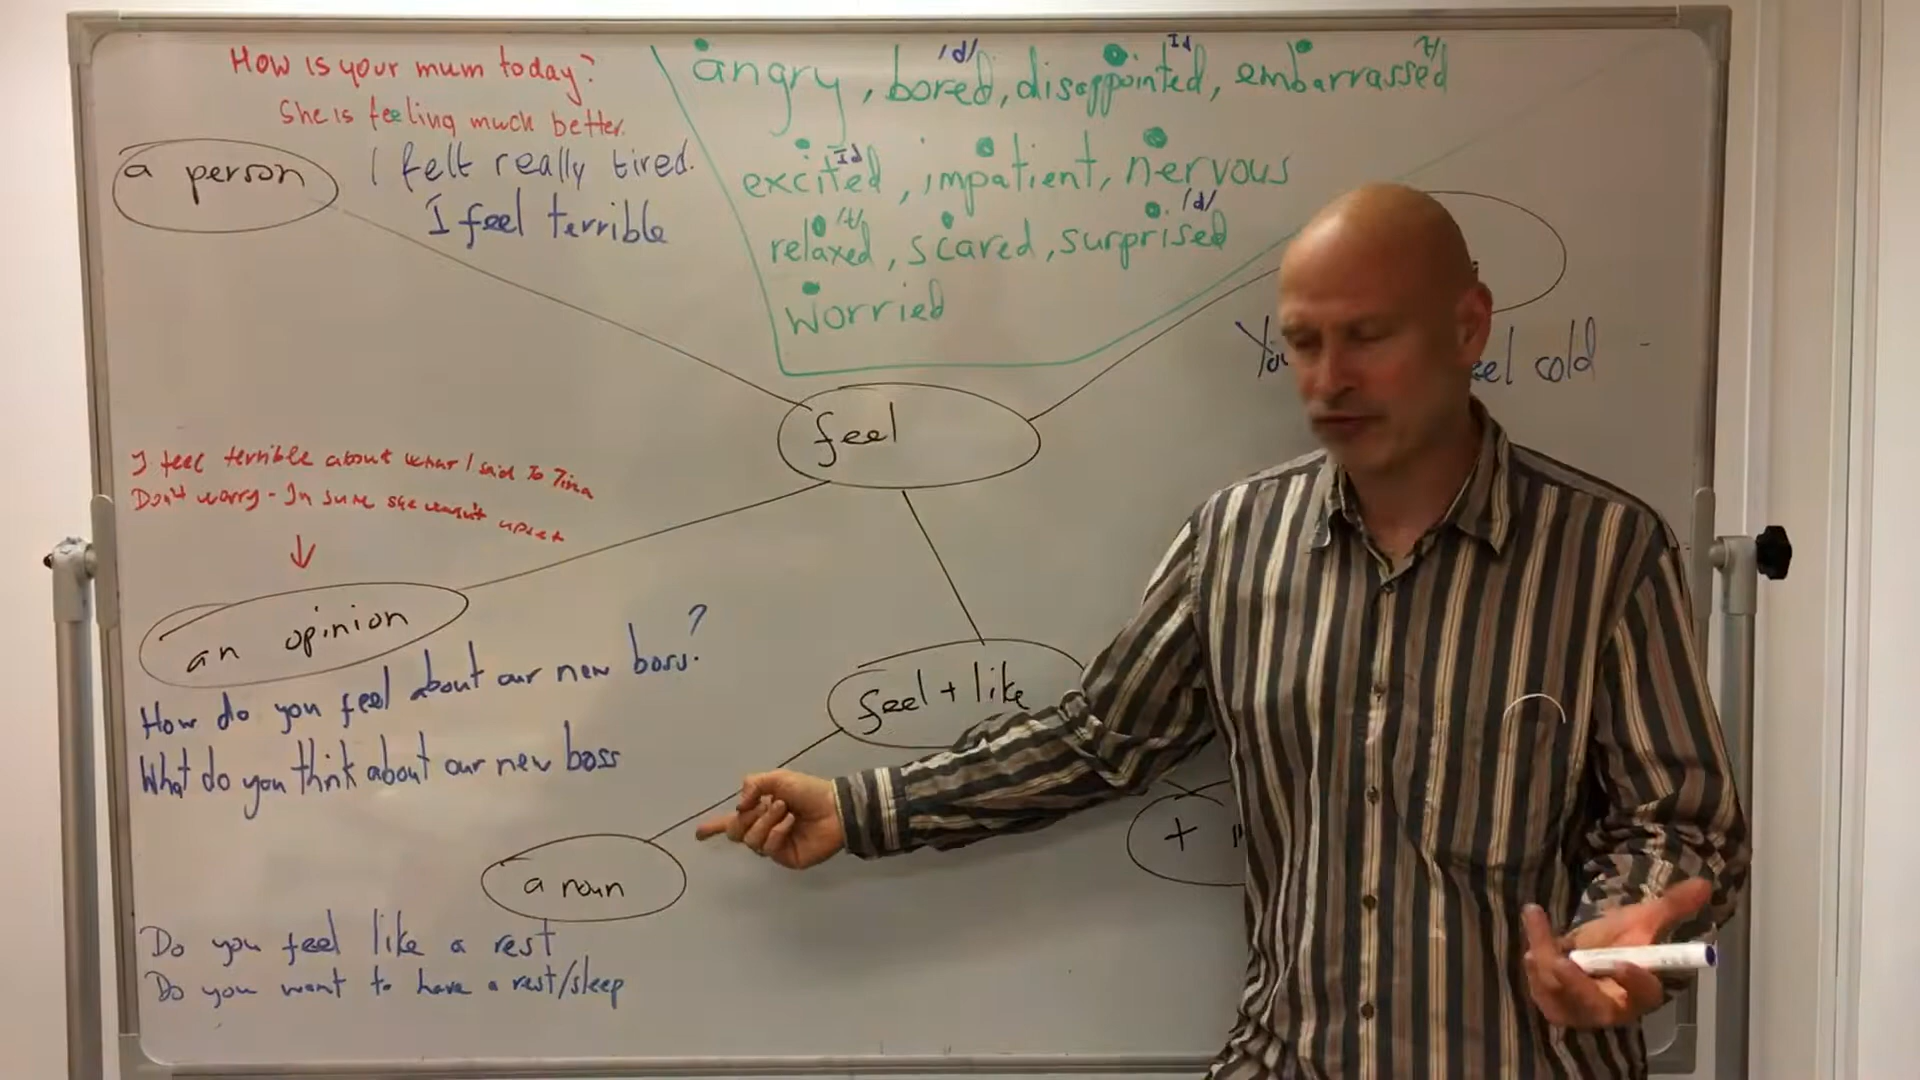 How is your mum today?
She is feeling much better.
a person
I felt really tired.
I feel terrible
/d/ Id /t/
angry, bored, disappointed, embarrassed
Id
excited, impatient, nervous
/t/ /d/
relaxed, scared, surprised
worried
feel cold
feel
I feel terrible about what I said to Tina
Don't worry - I'm sure she wasn't upset
an opinion
How do you feel about our new boss?
What do you think about our new boss
feel + like
+
a noun
Do you feel like a rest
Do you want to have a rest/sleep